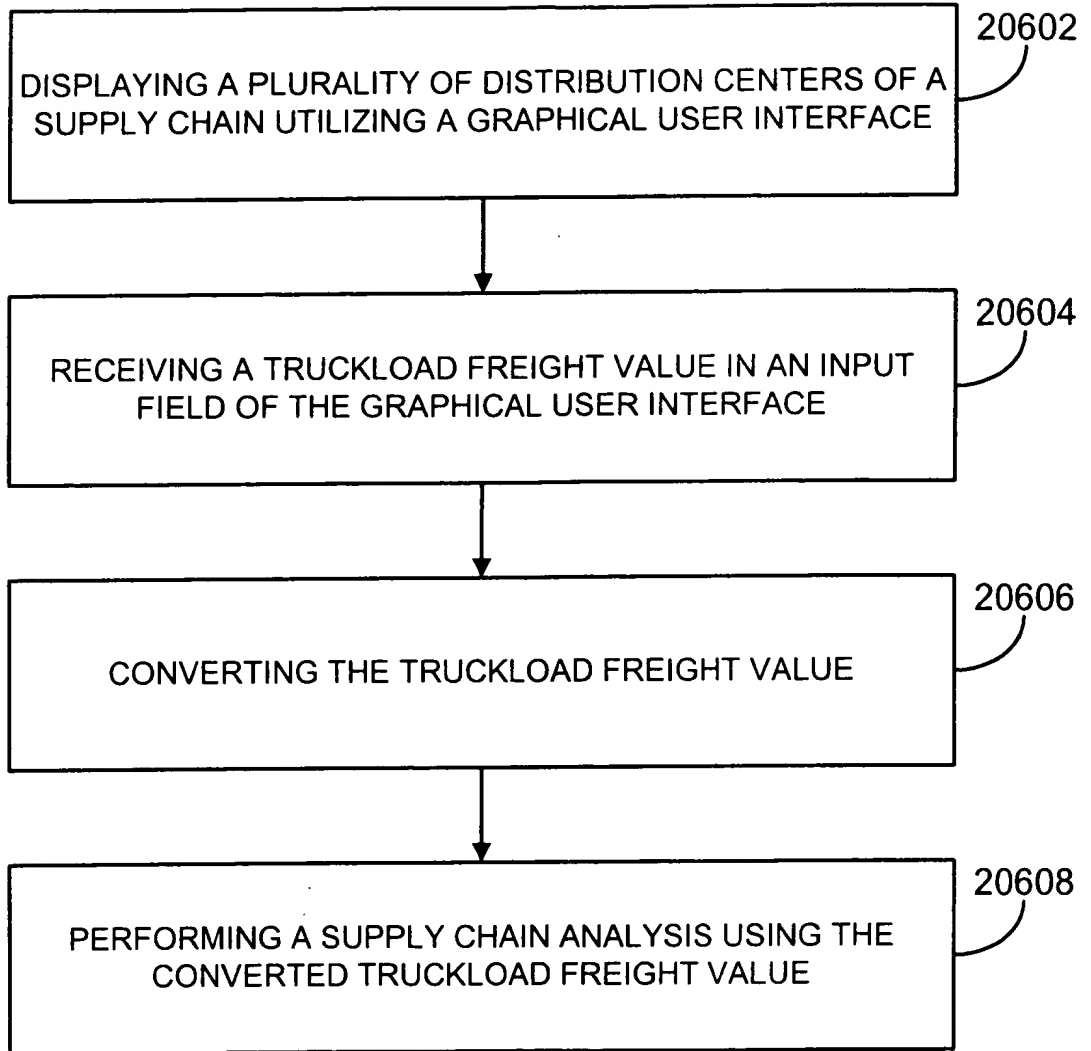 20602
DISPLAYING A PLURALITY OF DISTRIBUTION CENTERS OF A
SUPPLY CHAIN UTILIZING A GRAPHICAL USER INTERFACE
20604
RECEIVING A TRUCKLOAD FREIGHT VALUE IN AN INPUT
FIELD OF THE GRAPHICAL USER INTERFACE
20606
CONVERTING THE TRUCKLOAD FREIGHT VALUE
20608
PERFORMING A SUPPLY CHAIN ANALYSIS USING THE
CONVERTED TRUCKLOAD FREIGHT VALUE